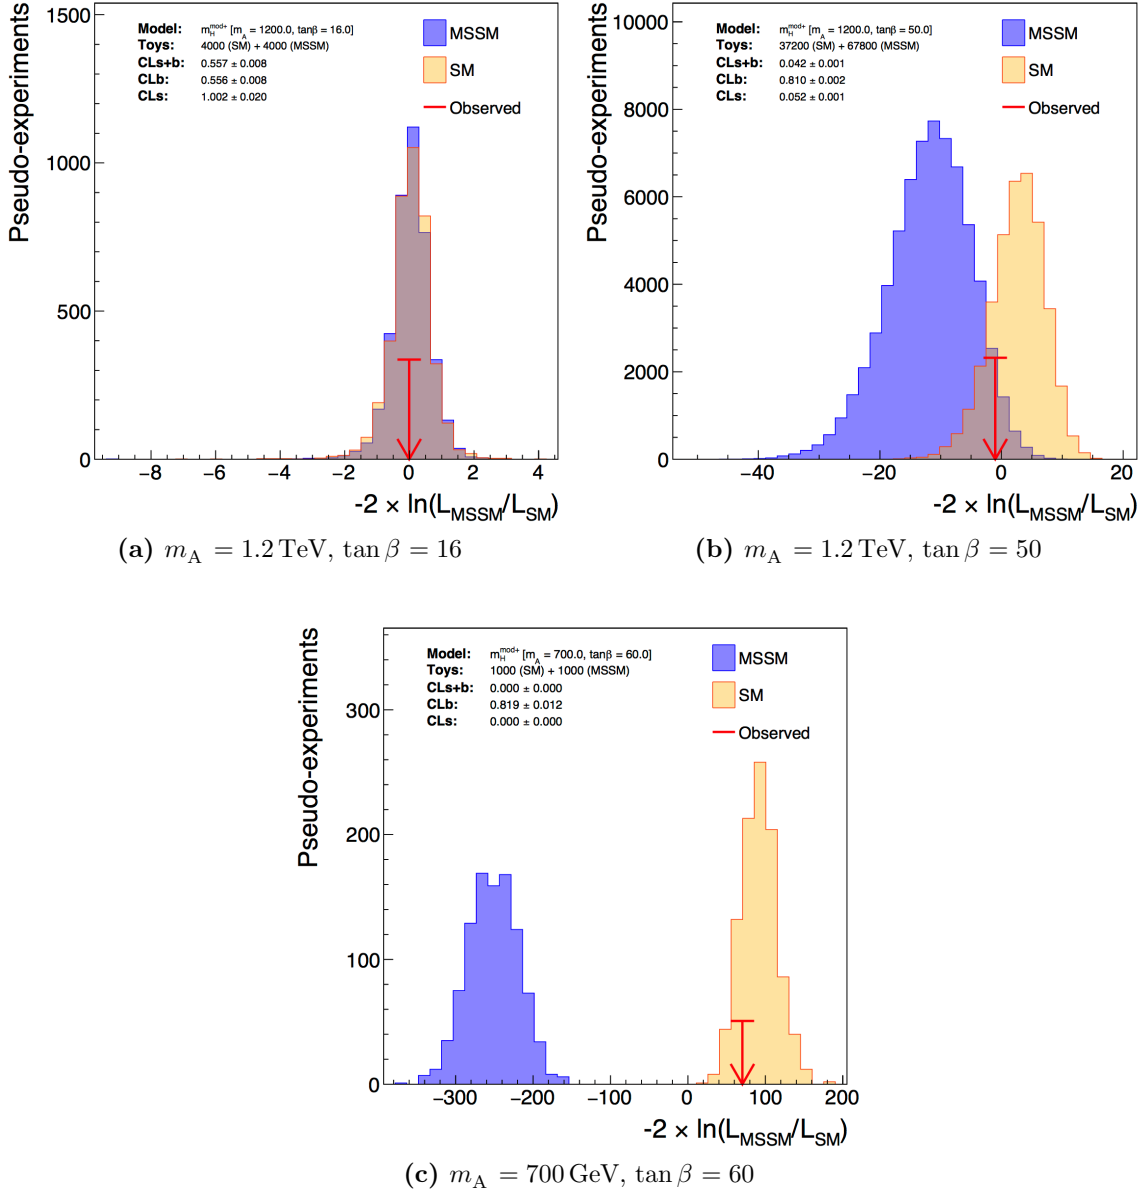 1500
1000
500
0
Pseudo-experiments
Model: m_H^mod+ [m_A = 1200.0, tanβ = 16.0]
Toys: 4000 (SM) + 4000 (MSSM)
CLs+b: 0.557 ± 0.008
CLb: 0.556 ± 0.008
CLs: 1.002 ± 0.020
MSSM
SM
Observed
−8 −6 −4 −2 0 2 4
-2 × ln(L_MSSM/L_SM)
(a) m_A = 1.2 TeV, tan β = 16
10000
8000
6000
4000
2000
0
Pseudo-experiments
Model: m_H^mod+ [m_A = 1200.0, tanβ = 50.0]
Toys: 37200 (SM) + 67800 (MSSM)
CLs+b: 0.042 ± 0.001
CLb: 0.810 ± 0.002
CLs: 0.052 ± 0.001
MSSM
SM
Observed
−40 −20 0 20
-2 × ln(L_MSSM/L_SM)
(b) m_A = 1.2 TeV, tan β = 50
300
200
100
0
Pseudo-experiments
Model: m_H^mod+ [m_A = 700.0, tanβ = 60.0]
Toys: 1000 (SM) + 1000 (MSSM)
CLs+b: 0.000 ± 0.000
CLb: 0.819 ± 0.012
CLs: 0.000 ± 0.000
MSSM
SM
Observed
−300 −200 −100 0 100 200
-2 × ln(L_MSSM/L_SM)
(c) m_A = 700 GeV, tan β = 60